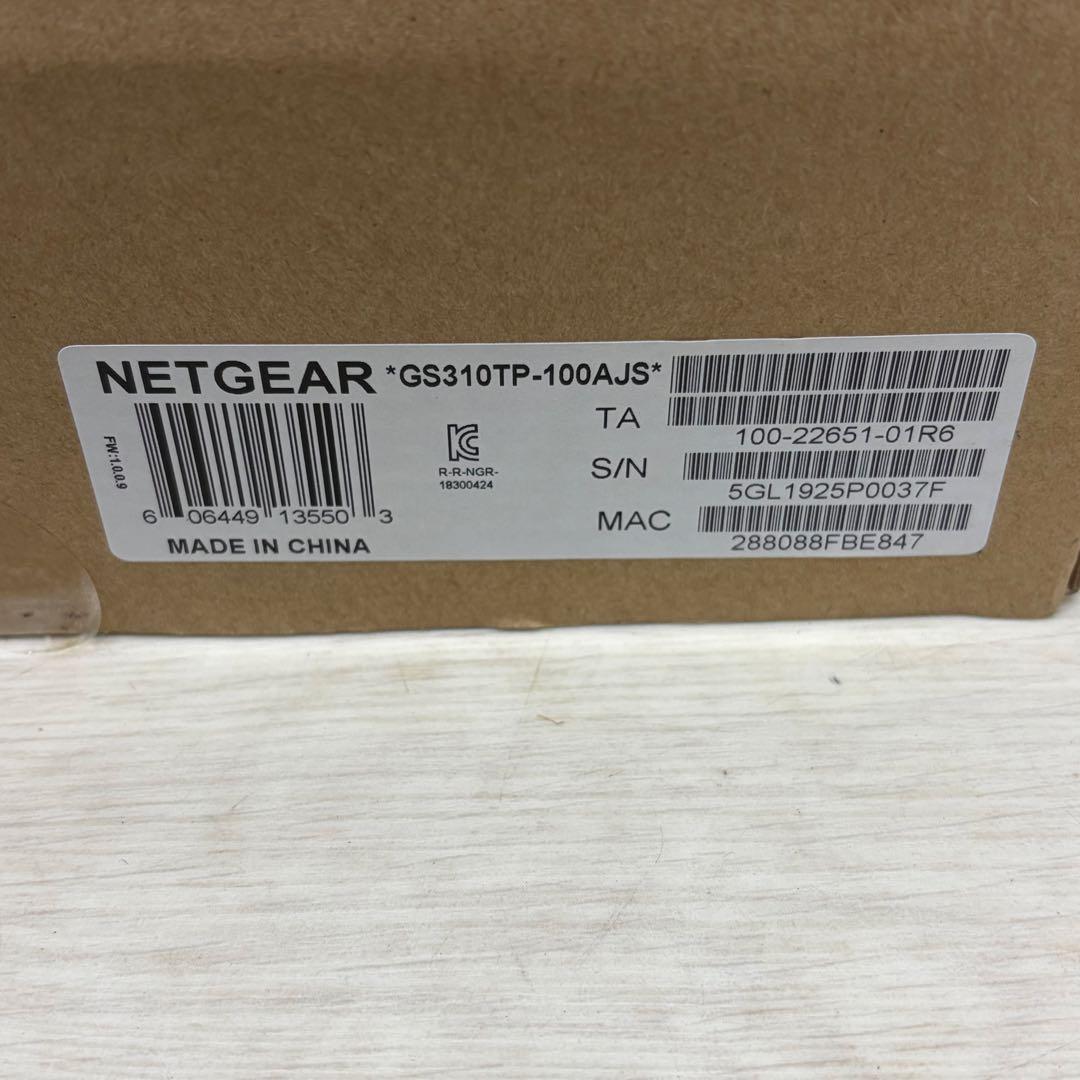 NETGEAR *GS310TP-100AJS*
FW:1.0.0.9
6 06449 13550 3
MADE IN CHINA
R-R-NGR-
18300424
TA
100-22651-01R6
S/N
5GL1925P0037F
MAC
288088FBE847